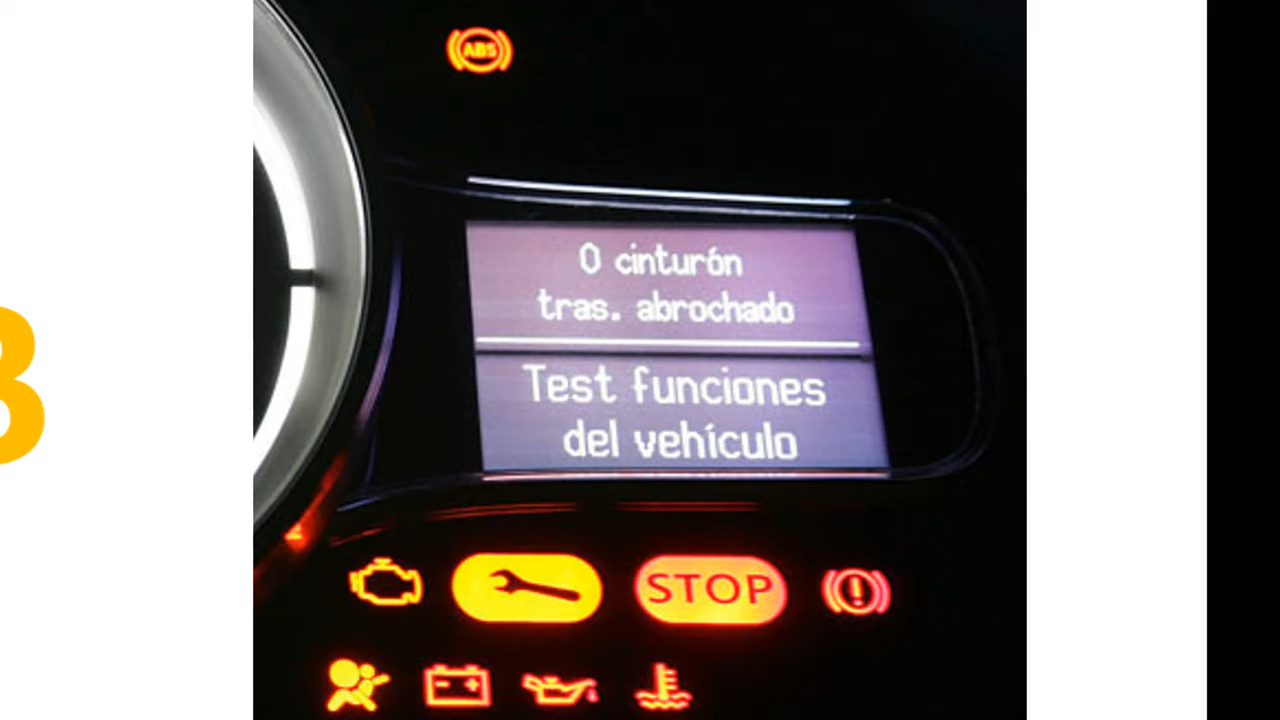 ABS
0 cinturón
tras. abrochado
Test funciones
del vehículo
STOP